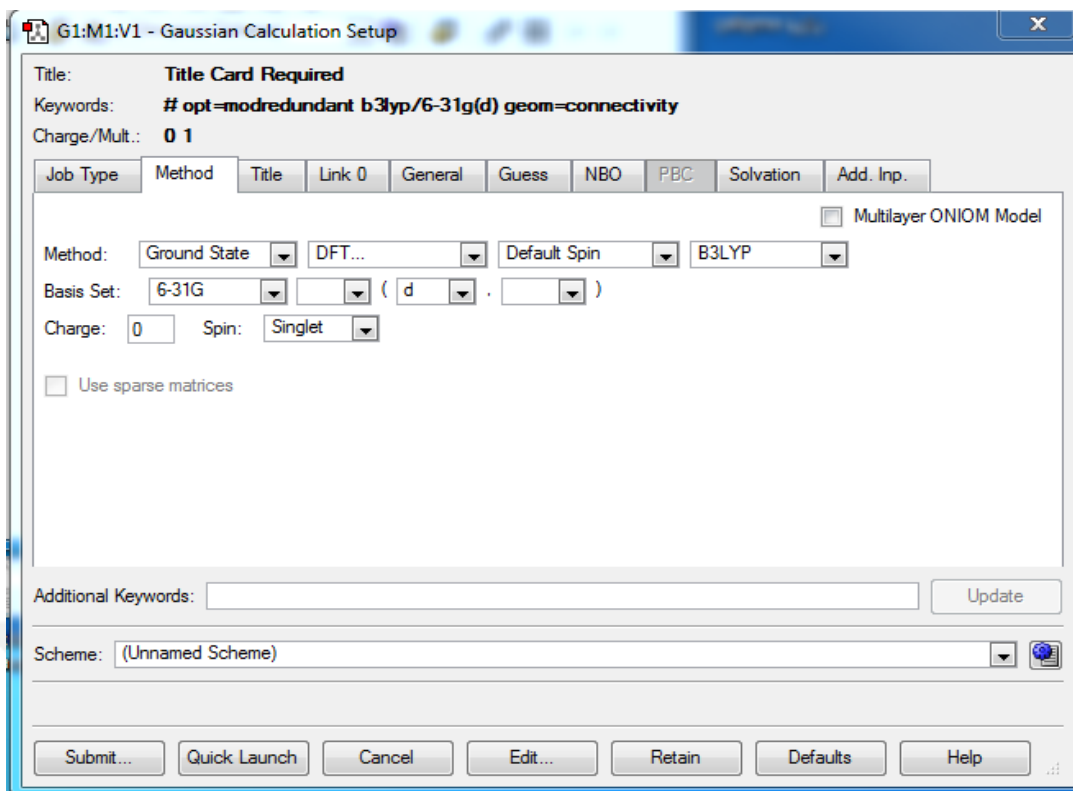 G1:M1:V1 - Gaussian Calculation Setup
Title: Title Card Required
Keywords: # opt=modredundant b3lyp/6-31g(d) geom=connectivity
Charge/Mult.: 0 1
Job Type Method Title Link 0 General Guess NBO PBC Solvation Add. Inp.
Multilayer ONIOM Model
Method: Ground State DFT... Default Spin B3LYP
Basis Set: 6-31G ( d , )
Charge: 0 Spin: Singlet
Use sparse matrices
Additional Keywords: Update
Scheme: (Unnamed Scheme)
Submit... Quick Launch Cancel Edit... Retain Defaults Help